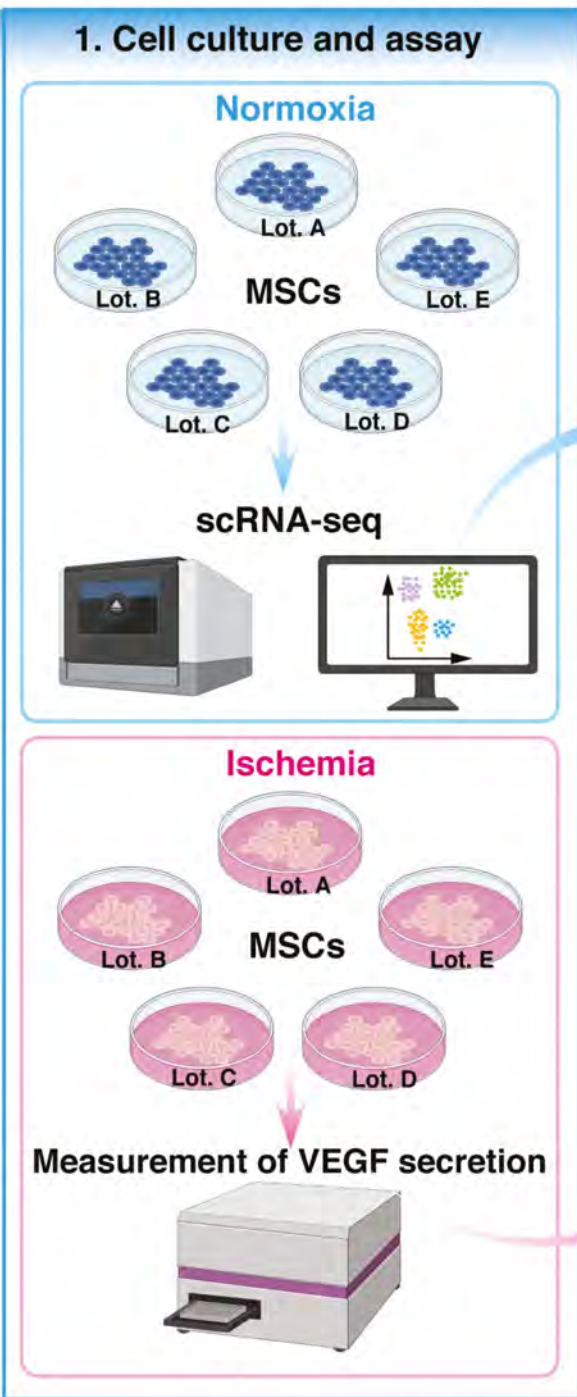 1. Cell culture and assay
Normoxia
Lot. A
Lot. B
MSCs
Lot. E
Lot. C
Lot. D
scRNA-seq
Ischemia
Lot. A
Lot. B
MSCs
Lot. E
Lot. C
Lot. D
Measurement of VEGF secretion